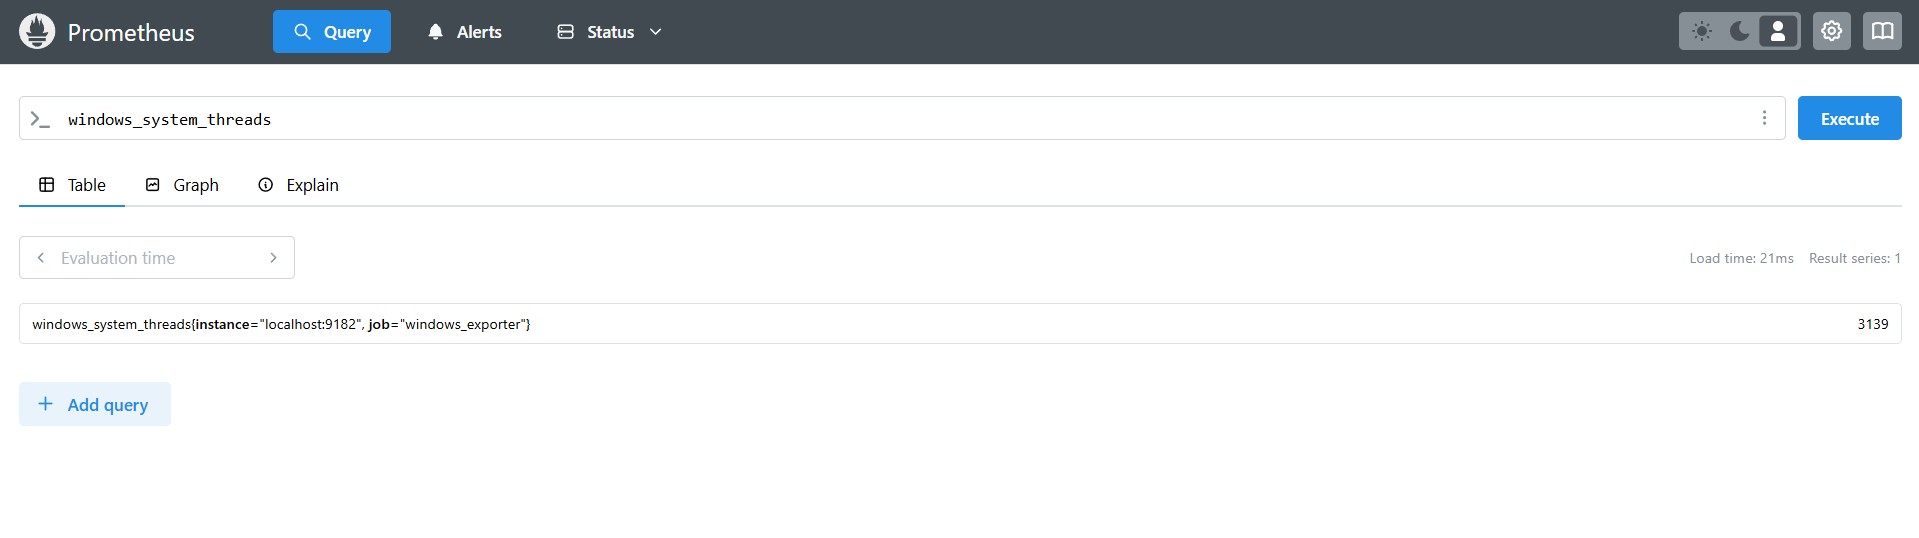 Prometheus Query Alerts Status
windows_system_threads Execute
Table Graph Explain
Evaluation time Load time: 21ms Result series: 1
windows_system_threads{instance="localhost:9182", job="windows_exporter"} 3139
Add query